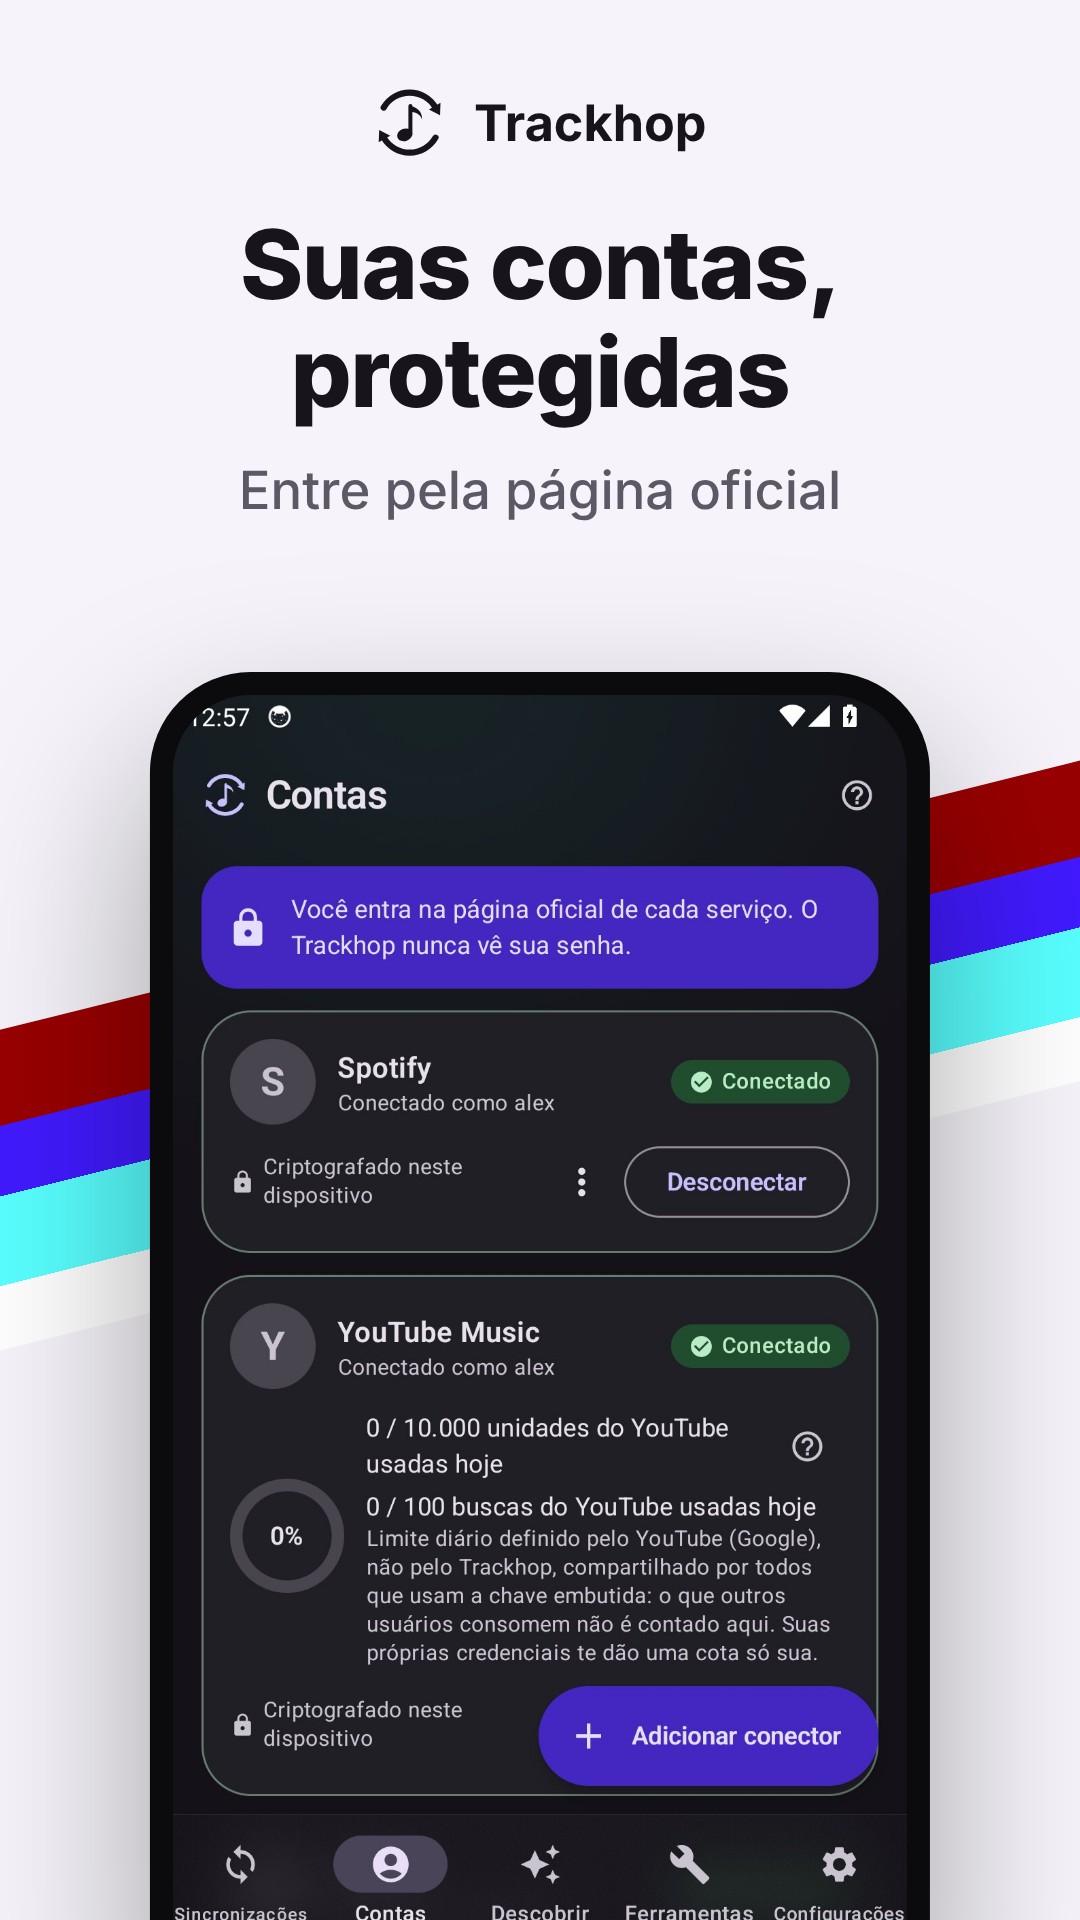 Trackhop
Suas contas,
protegidas
Entre pela página oficial
12:57
Contas
Você entra na página oficial de cada serviço. O
Trackhop nunca vê sua senha.
S
Spotify
Conectado como alex
Conectado
Criptografado neste
dispositivo
Desconectar
Y
YouTube Music
Conectado como alex
Conectado
0 / 10.000 unidades do YouTube
usadas hoje
0 / 100 buscas do YouTube usadas hoje
0%
Limite diário definido pelo YouTube (Google),
não pelo Trackhop, compartilhado por todos
que usam a chave embutida: o que outros
usuários consomem não é contado aqui. Suas
próprias credenciais te dão uma cota só sua.
Criptografado neste
dispositivo
Adicionar conector
Sincronizações
Contas
Descobrir
Ferramentas
Configurações